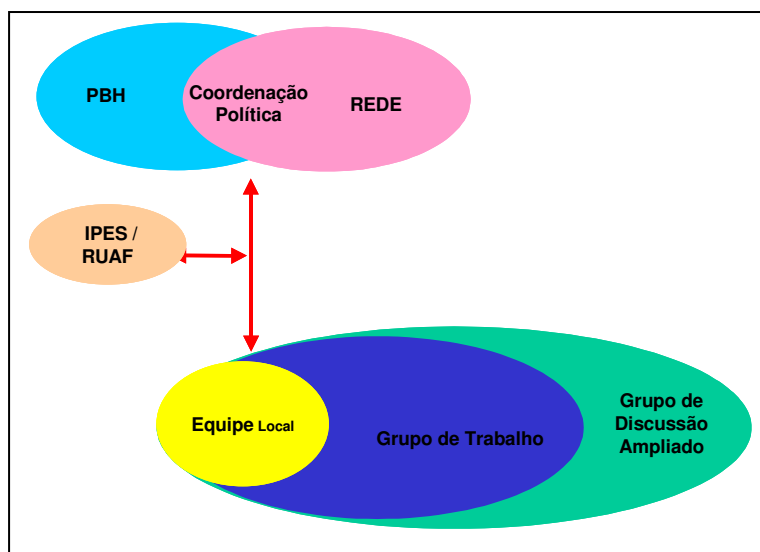 PBH
Coordenação
Política
REDE
IPES /
RUAF
Equipe Local
Grupo de Trabalho
Grupo de
Discussão
Ampliado